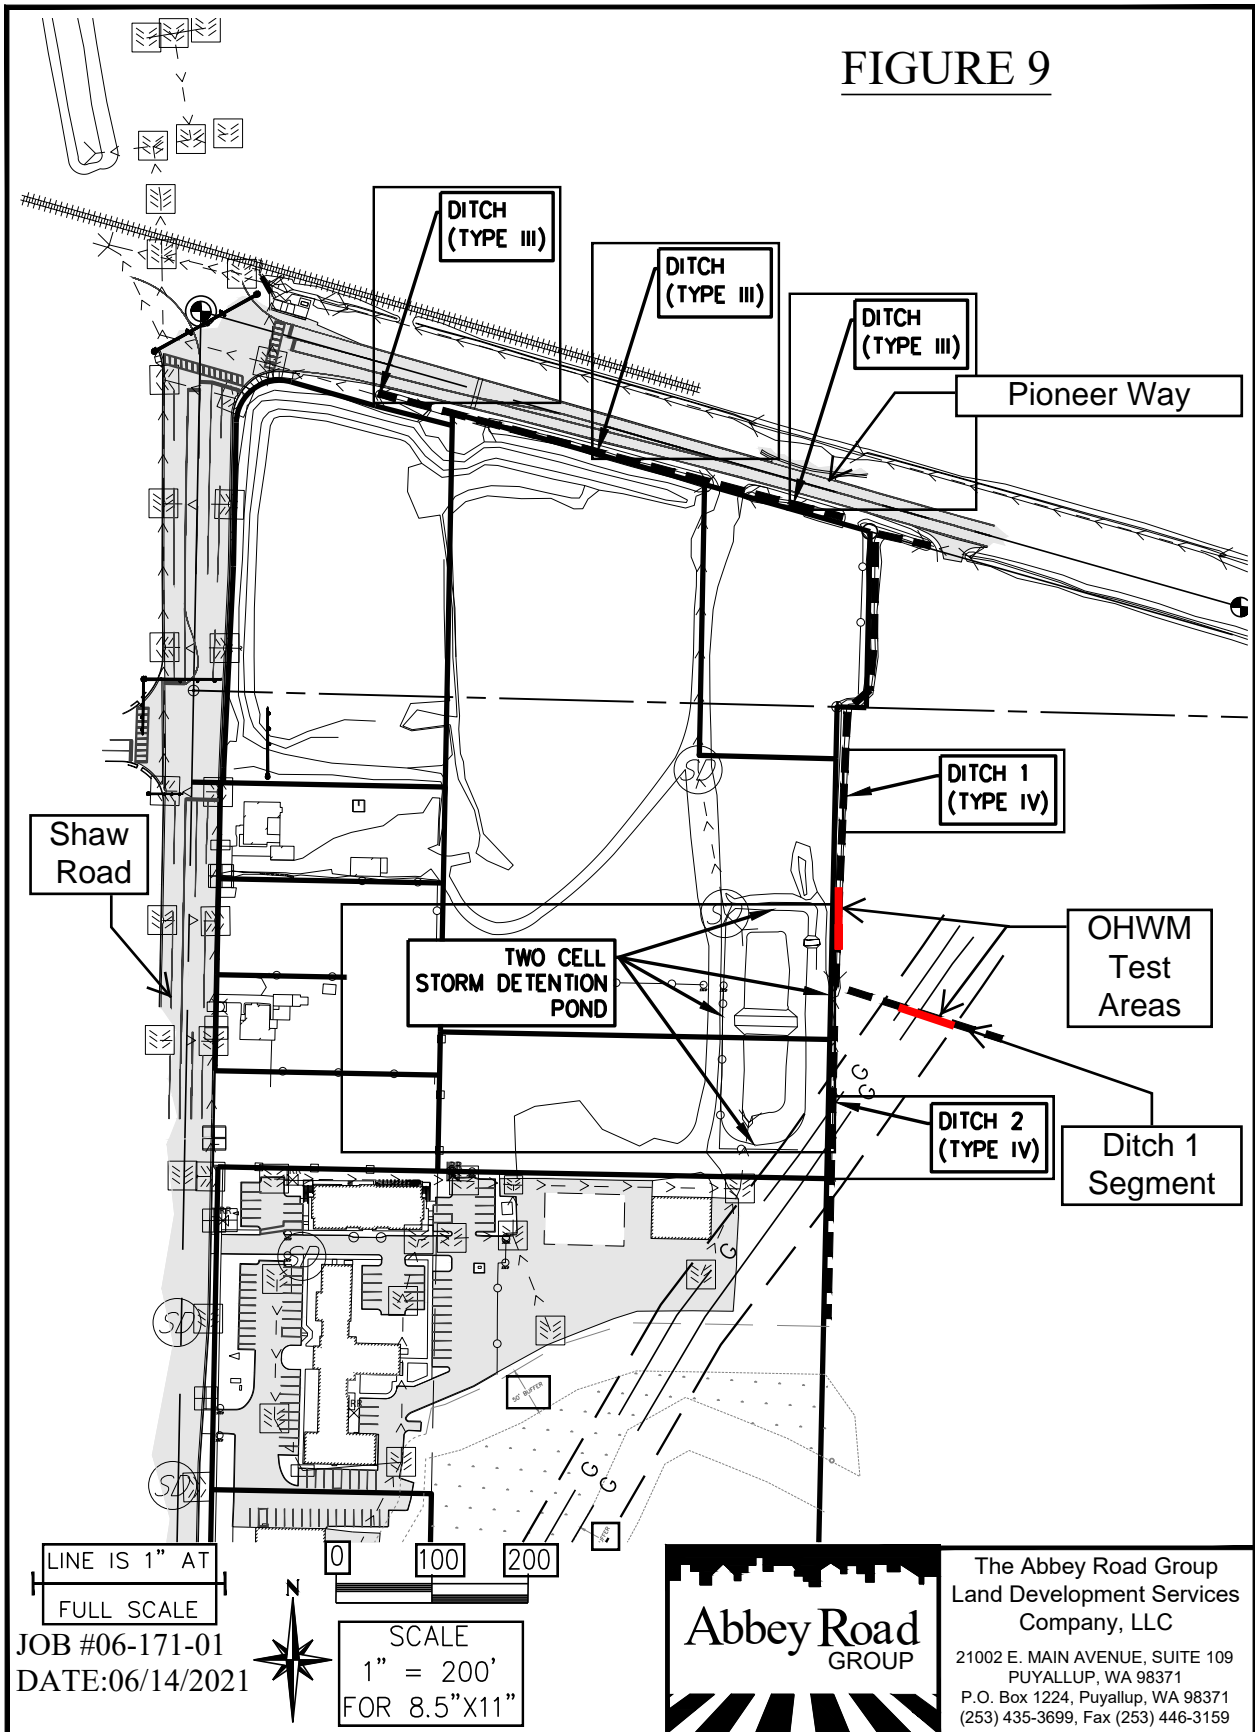 FIGURE 9
DITCH
(TYPE III)
DITCH
(TYPE III)
DITCH
(TYPE III)
Pioneer Way
SD
DITCH 1
(TYPE IV)
Shaw
Road
SD
OHWM
Test
Areas
TWO CELL
STORM DETENTION
POND
G
G
DITCH 2
(TYPE IV)
Ditch 1
Segment
SD
G
SD
50' BUFFER
SD
G
G
LINE IS 1" AT
FULL SCALE
0
100
200
N
SCALE
1" = 200'
FOR 8.5"X11"
JOB #06-171-01
DATE:06/14/2021
Abbey Road
GROUP
The Abbey Road Group
Land Development Services
Company, LLC
21002 E. MAIN AVENUE, SUITE 109
PUYALLUP, WA 98371
P.O. Box 1224, Puyallup, WA 98371
(253) 435-3699, Fax (253) 446-3159